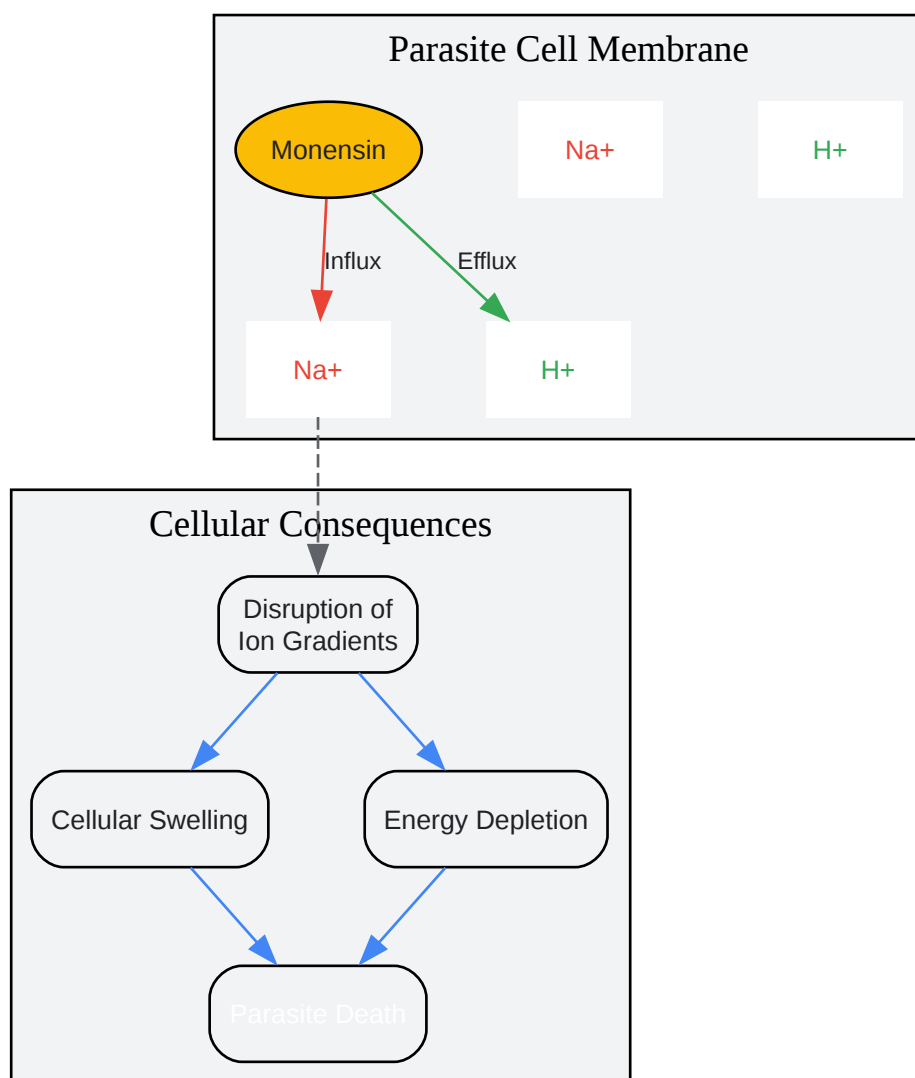 Parasite Cell Membrane
Monensin
Na+
H+
Influx
Efflux
Na+
H+
Cellular Consequences
Disruption of
Ion Gradients
Cellular Swelling
Energy Depletion
Parasite Death